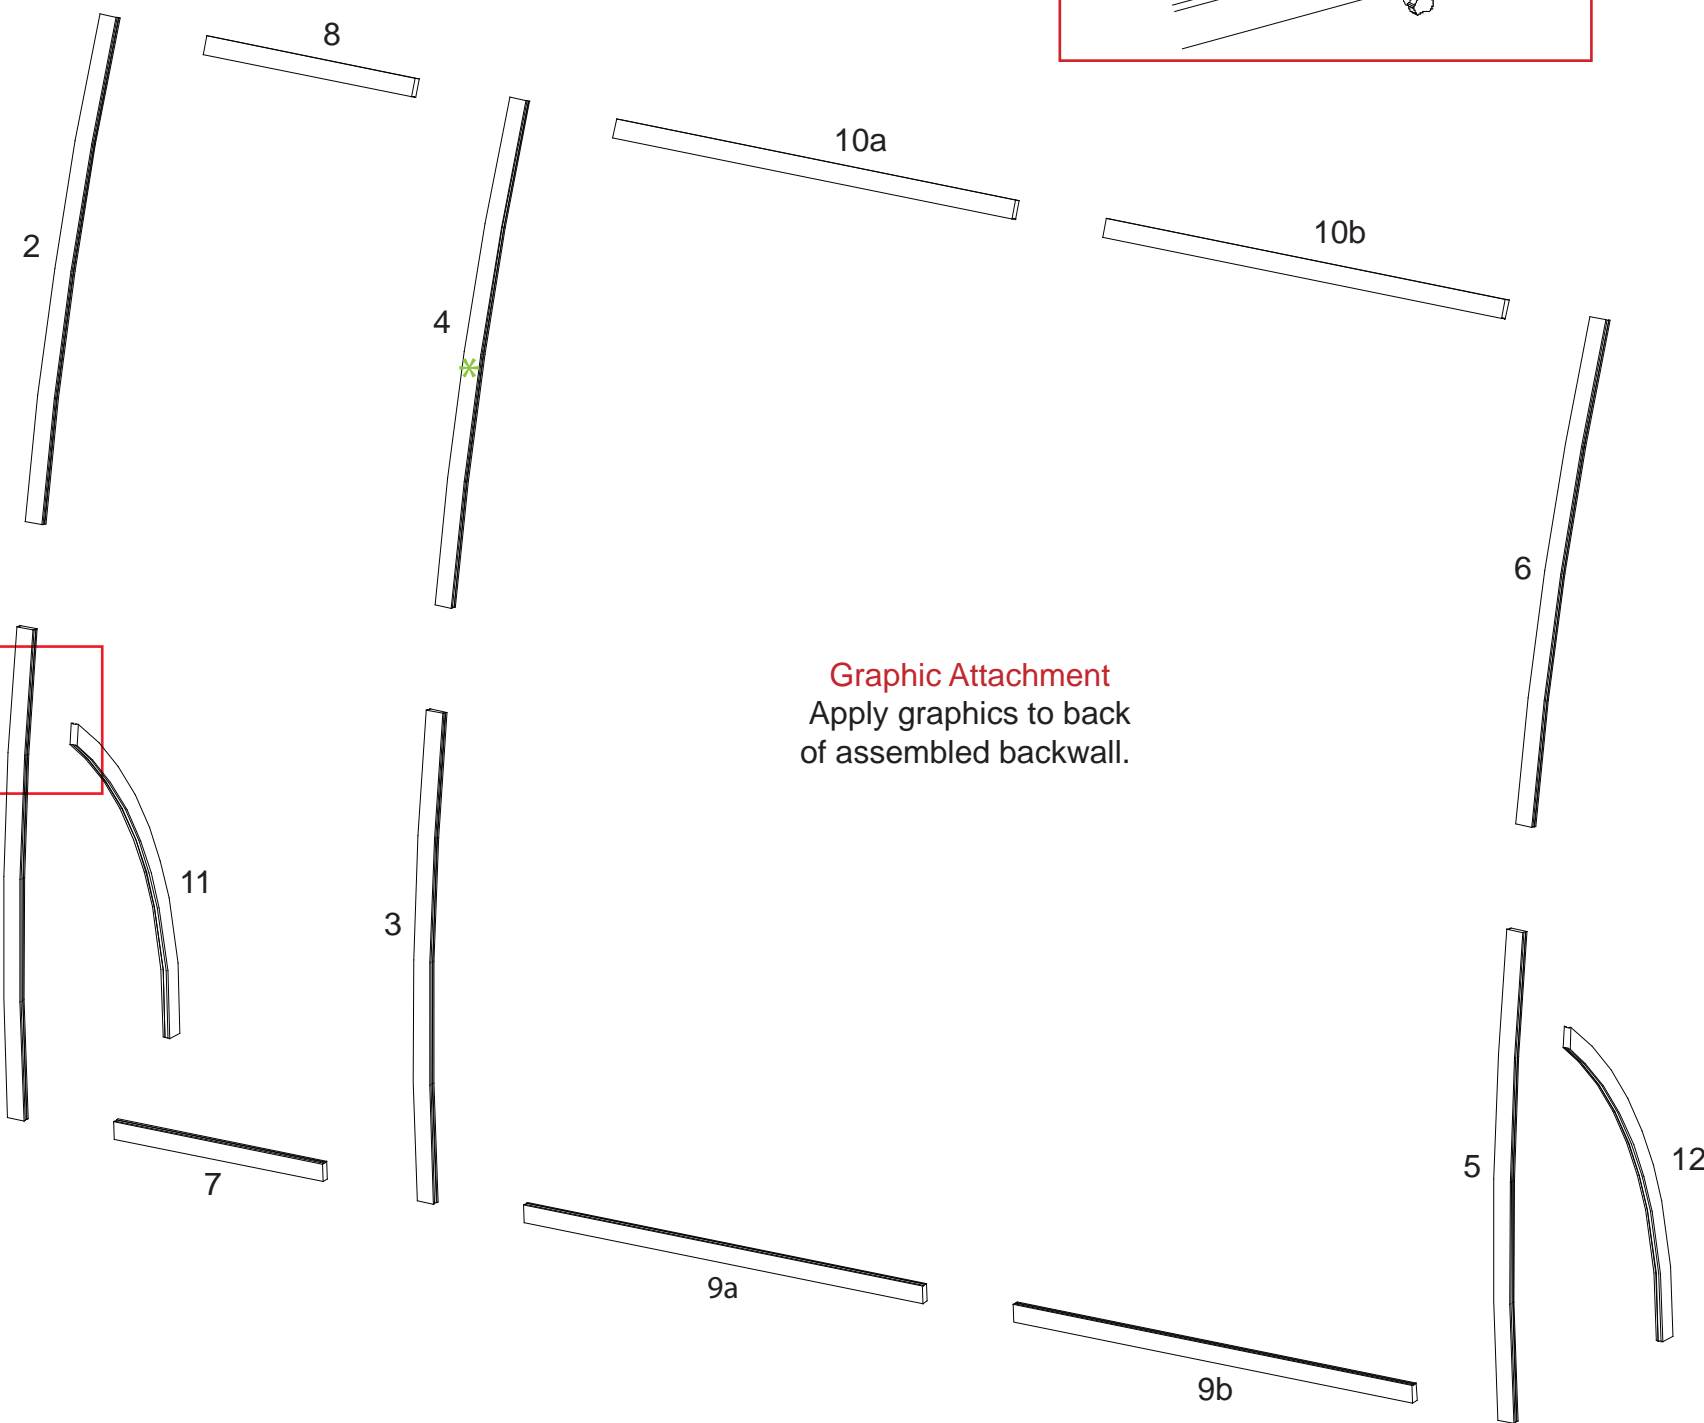 8
10a
10b
2
4
*
6
Graphic Attachment
Apply graphics to back
of assembled backwall.
11
3
5
12
7
9a
9b